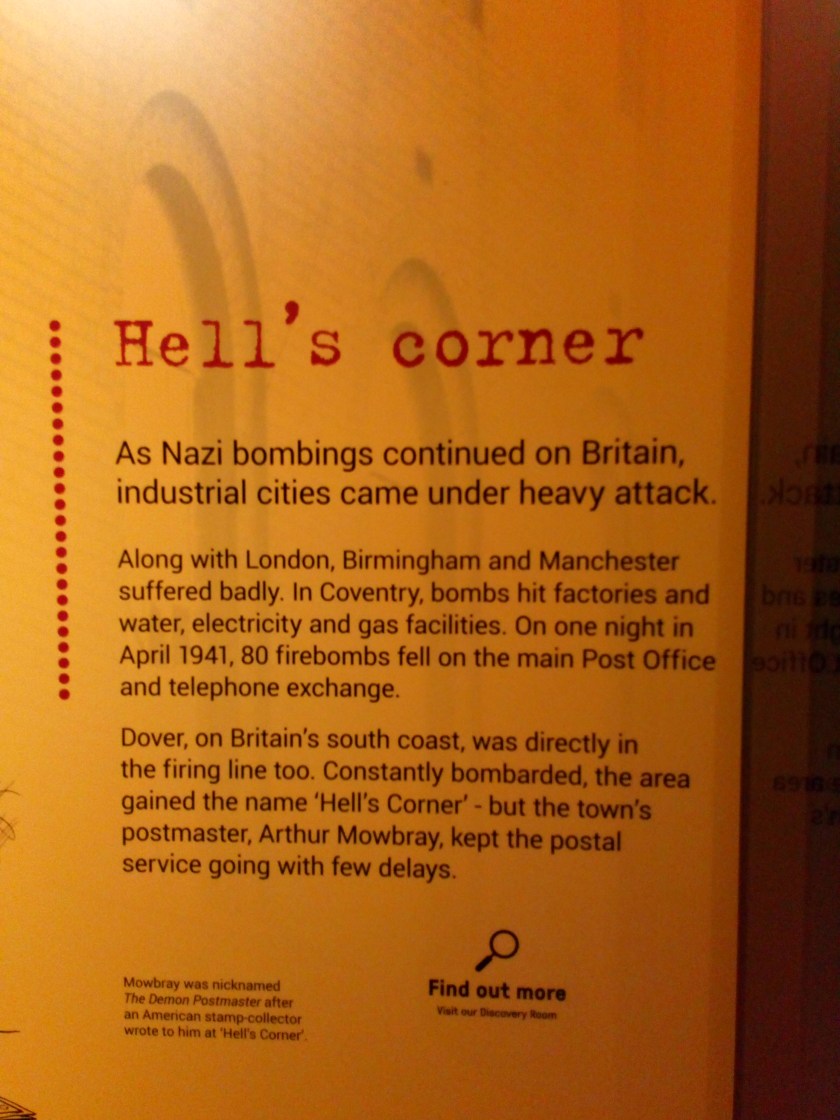 Hell's corner
As Nazi bombings continued on Britain,
industrial cities came under heavy attack.
Along with London, Birmingham and Manchester
suffered badly. In Coventry, bombs hit factories and
water, electricity and gas facilities. On one night in
April 1941, 80 firebombs fell on the main Post Office
and telephone exchange.
Dover, on Britain's south coast, was directly in
the firing line too. Constantly bombarded, the area
gained the name 'Hell's Corner' - but the town's
postmaster, Arthur Mowbray, kept the postal
service going with few delays.
Mowbray was nicknamed
The Demon Postmaster after
an American stamp-collector
wrote to him at 'Hell's Corner'.
Find out more
Visit our Discovery Room